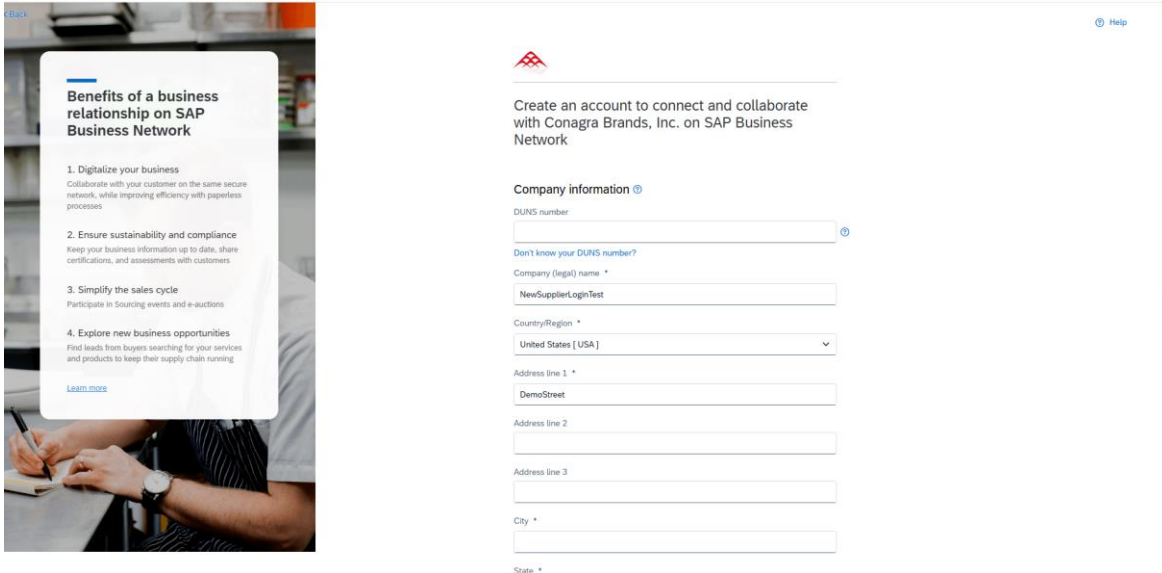 Back
Help
Benefits of a business
relationship on SAP
Business Network
1. Digitalize your business
Collaborate with your customer on the same secure
network, while improving efficiency with paperless
processes
2. Ensure sustainability and compliance
Keep your business information up to date, share
certifications, and assessments with customers
3. Simplify the sales cycle
Participate in Sourcing events and e-auctions
4. Explore new business opportunities
Find leads from buyers searching for your services
and products to keep their supply chain running
Learn more
Create an account to connect and collaborate
with Conagra Brands, Inc. on SAP Business
Network
Company information
DUNS number
Don't know your DUNS number?
Company (legal) name *
NewSupplierLoginTest
Country/Region *
United States [ USA ]
Address line 1 *
DemoStreet
Address line 2
Address line 3
City *
State *